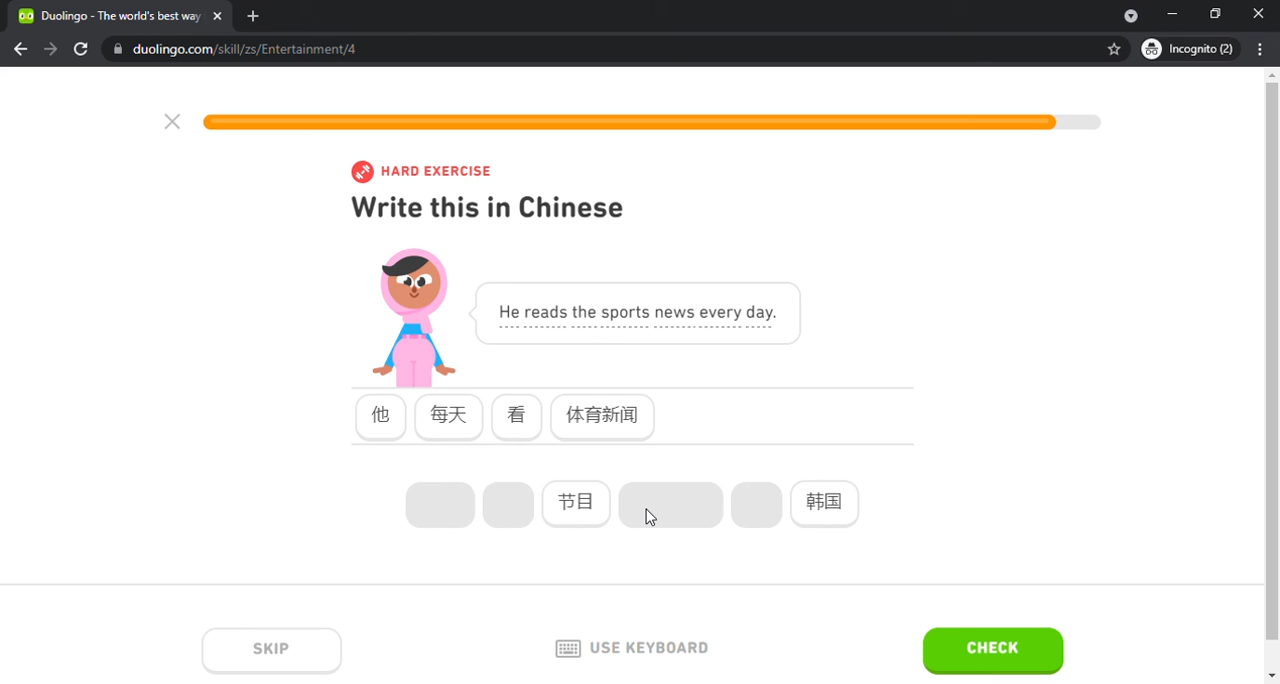 Duolingo - The world's best way
duolingo.com/skill/zs/Entertainment/4
Incognito (2)
HARD EXERCISE
Write this in Chinese
He reads the sports news every day.
他 每天 看 体育新闻
节目 韩国
SKIP
USE KEYBOARD
CHECK